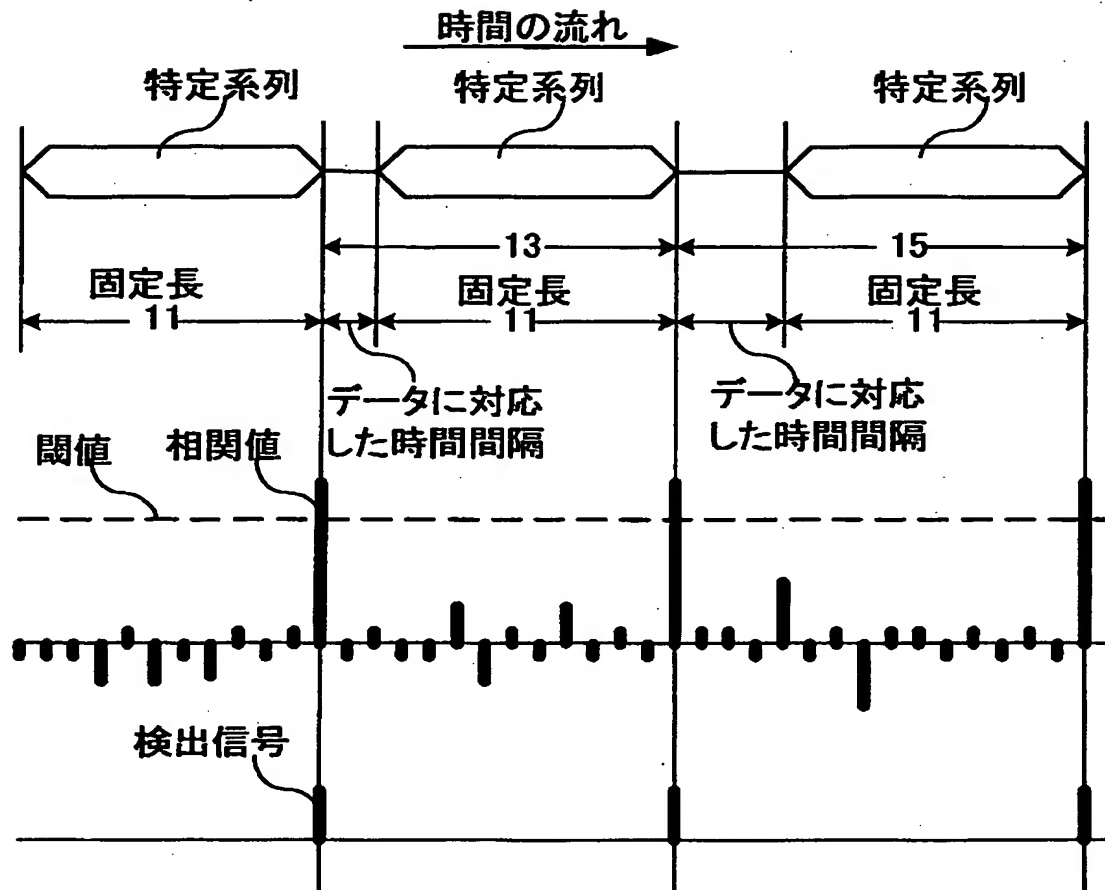 時間の流れ
特定系列
特定系列
特定系列
13
15
固定長
11
固定長
11
固定長
11
データに対応
した時間間隔
データに対応
した時間間隔
閾値
相関値
検出信号